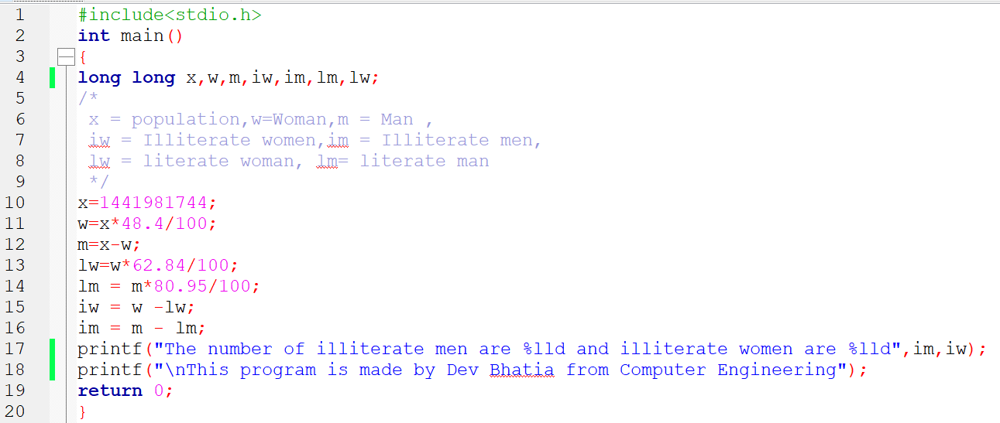 1 #include<stdio.h>
2 int main()
3 {
4 long long x,w,m,iw,im,lm,lw;
5 /*
6 x = population,w=Woman,m = Man ,
7 iw = Illiterate women,im = Illiterate men,
8 lw = literate woman, lm= literate man
9 */
10 x=1441981744;
11 w=x*48.4/100;
12 m=x-w;
13 lw=w*62.84/100;
14 lm = m*80.95/100;
15 iw = w -lw;
16 im = m - lm;
17 printf("The number of illiterate men are %lld and illiterate women are %lld",im,iw);
18 printf("\nThis program is made by Dev Bhatia from Computer Engineering");
19 return 0;
20 }